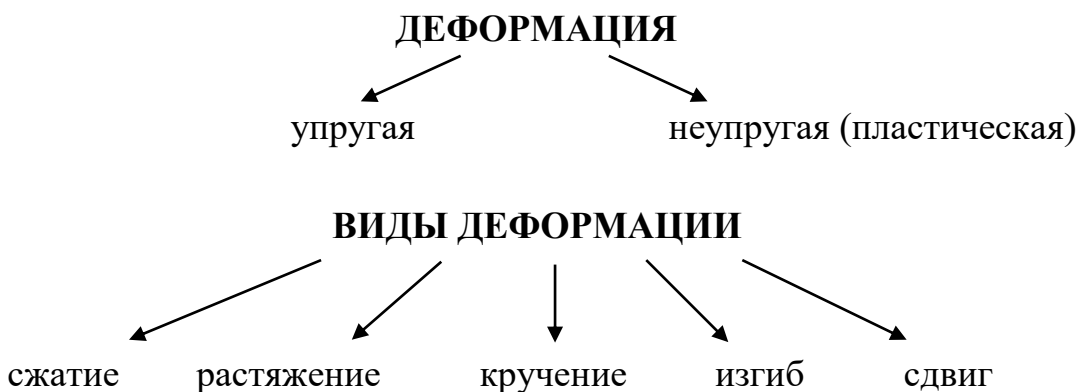 ДЕФОРМАЦИЯ
упругая неупругая (пластическая)
ВИДЫ ДЕФОРМАЦИИ
сжатие растяжение кручение изгиб сдвиг